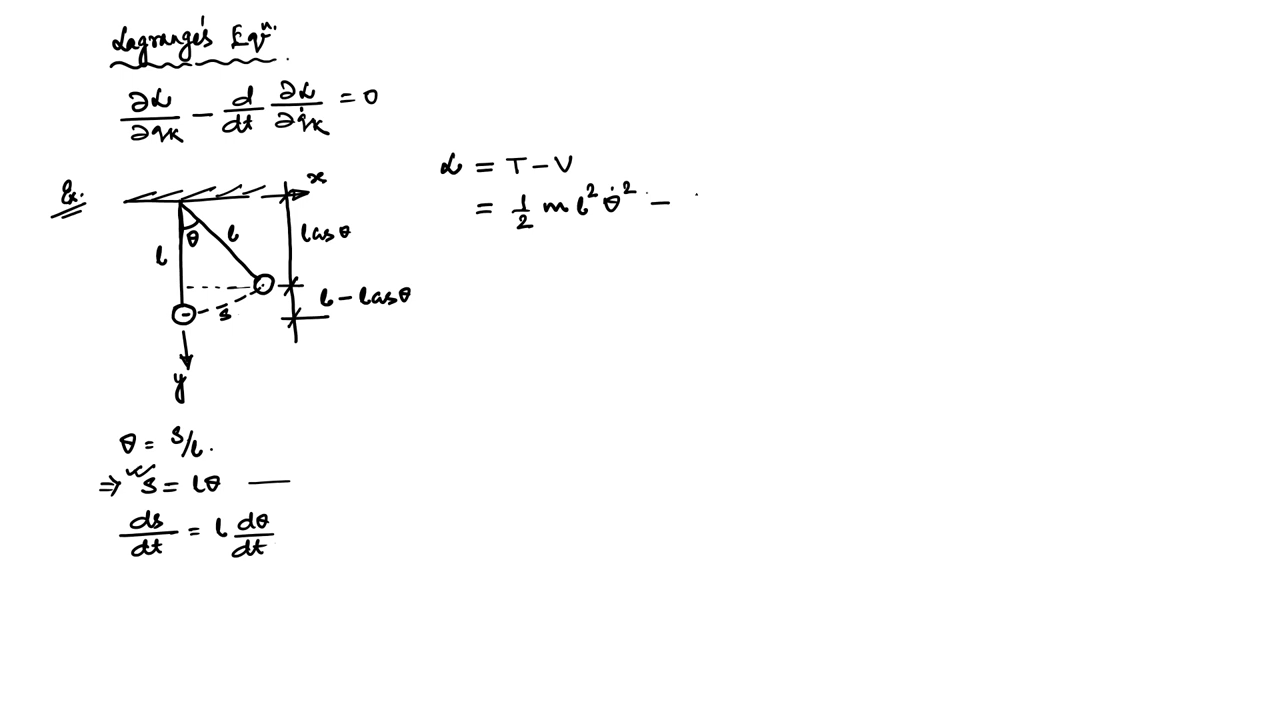 Lagrange's Eqⁿ.
∂L/∂qₖ − d/dt ∂L/∂q̇ₖ = 0
L = T − V
= 1/2 m l² θ̇² −
Ex.
x
θ
l
l cosθ
l
l − l cosθ
s
y
θ = s/l.
⇒ s = lθ —
ds/dt = l dθ/dt